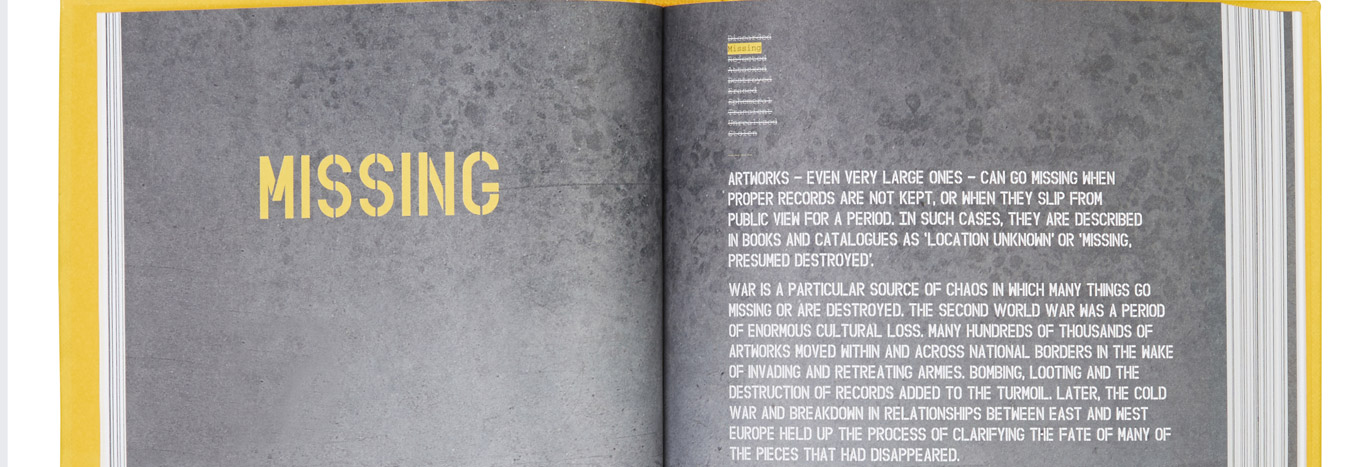 MISSING
Discarded
Missing
Rejected
Attacked
Destroyed
Erased
Ephemeral
Transient
Unrealised
Stolen
ARTWORKS – EVEN VERY LARGE ONES – CAN GO MISSING WHEN
PROPER RECORDS ARE NOT KEPT, OR WHEN THEY SLIP FROM
PUBLIC VIEW FOR A PERIOD. IN SUCH CASES, THEY ARE DESCRIBED
IN BOOKS AND CATALOGUES AS 'LOCATION UNKNOWN' OR 'MISSING,
PRESUMED DESTROYED'.
WAR IS A PARTICULAR SOURCE OF CHAOS IN WHICH MANY THINGS GO
MISSING OR ARE DESTROYED. THE SECOND WORLD WAR WAS A PERIOD
OF ENORMOUS CULTURAL LOSS. MANY HUNDREDS OF THOUSANDS OF
ARTWORKS MOVED WITHIN AND ACROSS NATIONAL BORDERS IN THE WAKE
OF INVADING AND RETREATING ARMIES. BOMBING, LOOTING AND THE
DESTRUCTION OF RECORDS ADDED TO THE TURMOIL. LATER, THE COLD
WAR AND BREAKDOWN IN RELATIONSHIPS BETWEEN EAST AND WEST
EUROPE HELD UP THE PROCESS OF CLARIFYING THE FATE OF MANY OF
THE PIECES THAT HAD DISAPPEARED.